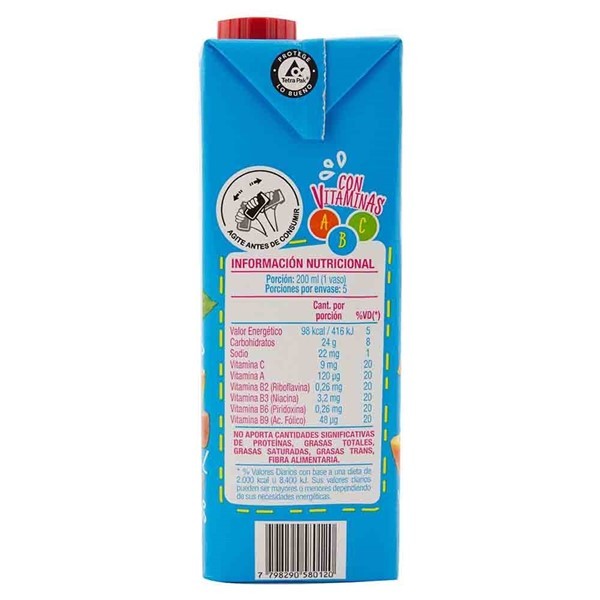 PROTEGE
Tetra Pak
LO BUENO
CON
VITAMINAS
A B C
AGITE ANTES DE CONSUMIR
INFORMACIÓN NUTRICIONAL
Porción: 200 ml (1 vaso)
Porciones por envase: 5
Cant. por
porción %VD(*)
Valor Energético 98 kcal / 416 kJ 5
Carbohidratos 24 g 8
Sodio 22 mg 1
Vitamina C 9 mg 20
Vitamina A 120 µg 20
Vitamina B2 (Riboflavina) 0,26 mg 20
Vitamina B3 (Niacina) 3,2 mg 20
Vitamina B6 (Piridoxina) 0,26 mg 20
Vitamina B9 (Ac. Fólico) 48 µg 20
NO APORTA CANTIDADES SIGNIFICATIVAS
DE PROTEÍNAS, GRASAS TOTALES,
GRASAS SATURADAS, GRASAS TRANS,
FIBRA ALIMENTARIA.
* % Valores Diarios con base a una dieta de
2.000 kcal u 8.400 kJ. Sus valores diarios
pueden ser mayores o menores dependiendo
de sus necesidades energéticas.
7 798290 580120